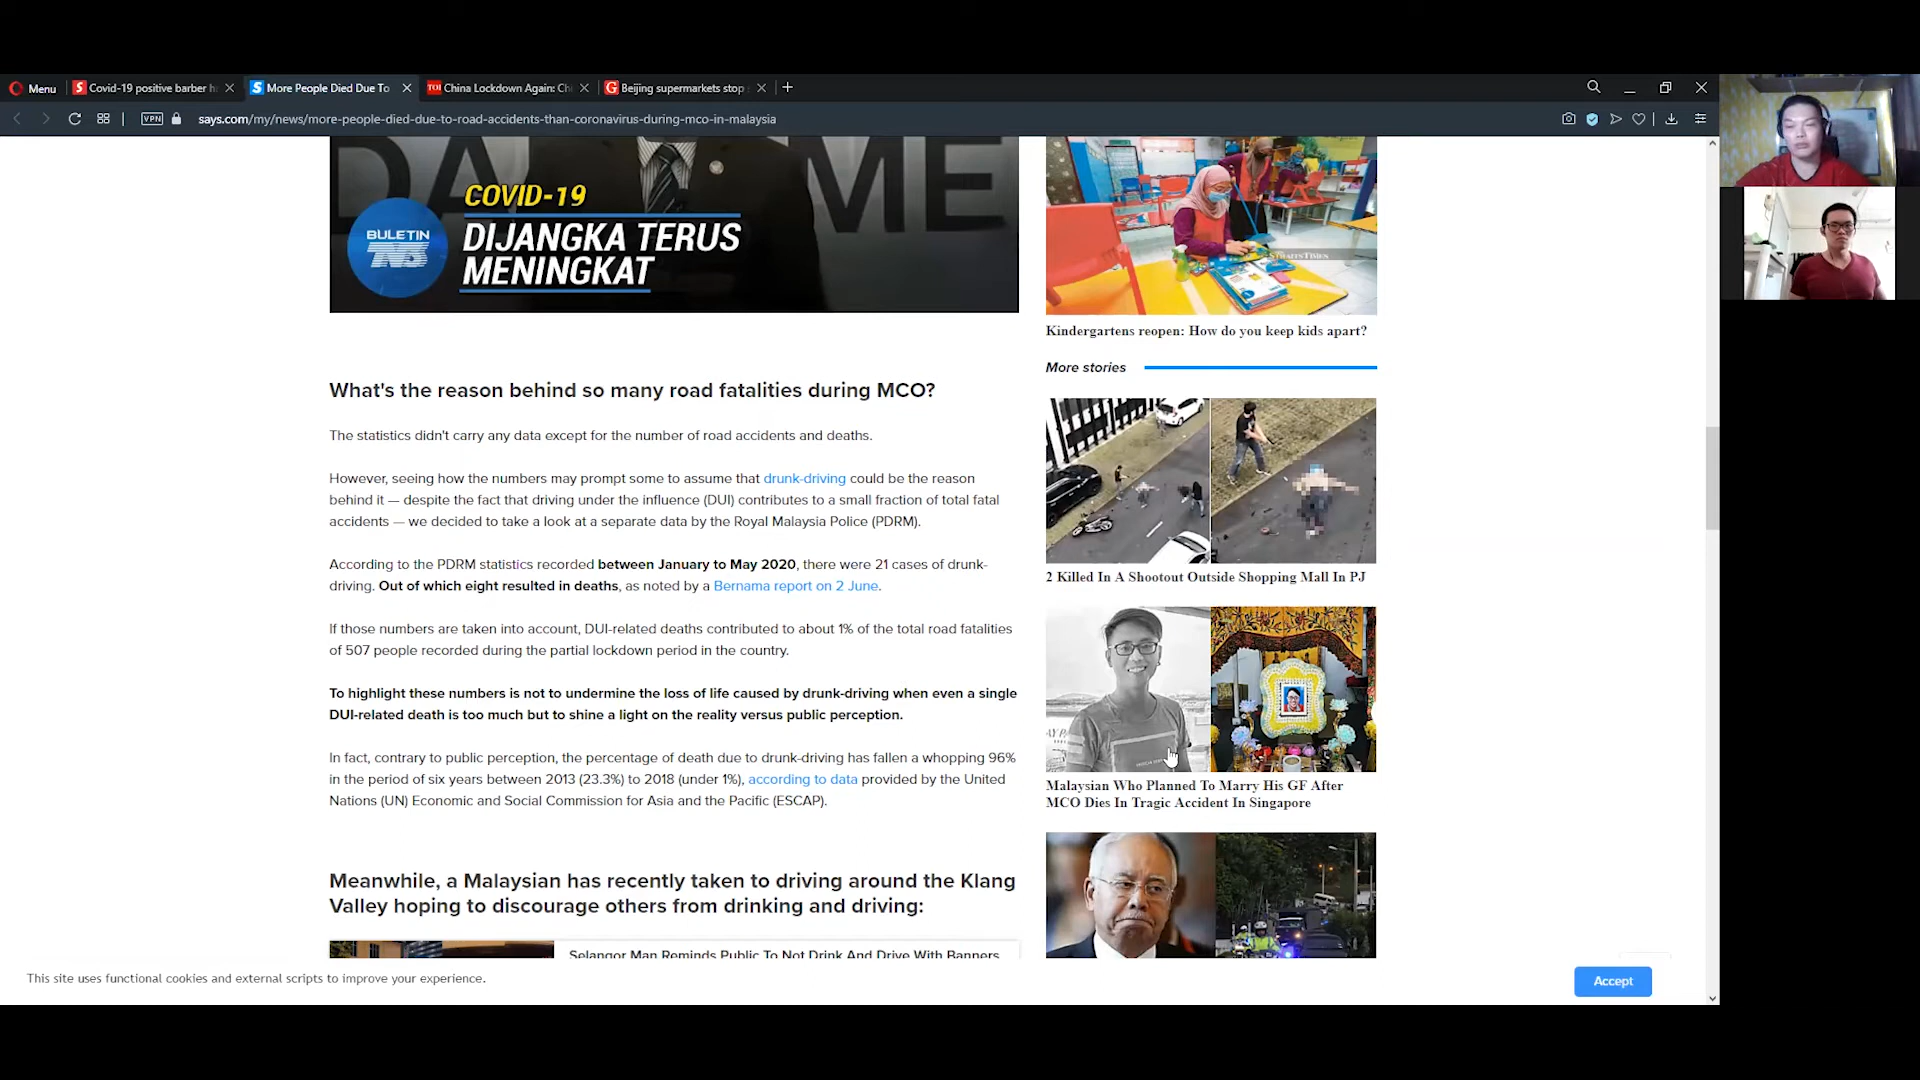 Menu
Covid-19 positive barber h
More People Died Due To
TOI China Lockdown Again: Ch
Beijing supermarkets stop
VPN
says.com/my/news/more-people-died-due-to-road-accidents-than-coronavirus-during-mco-in-malaysia
DA ME
COVID-19
BULETIN
DIJANGKA TERUS
MENINGKAT
Kindergartens reopen: How do you keep kids apart?
More stories
What's the reason behind so many road fatalities during MCO?
The statistics didn't carry any data except for the number of road accidents and deaths.
However, seeing how the numbers may prompt some to assume that drunk-driving could be the reason
behind it — despite the fact that driving under the influence (DUI) contributes to a small fraction of total fatal
accidents — we decided to take a look at a separate data by the Royal Malaysia Police (PDRM).
According to the PDRM statistics recorded between January to May 2020, there were 21 cases of drunk-
driving. Out of which eight resulted in deaths, as noted by a Bernama report on 2 June.
If those numbers are taken into account, DUI-related deaths contributed to about 1% of the total road fatalities
of 507 people recorded during the partial lockdown period in the country.
To highlight these numbers is not to undermine the loss of life caused by drunk-driving when even a single
DUI-related death is too much but to shine a light on the reality versus public perception.
In fact, contrary to public perception, the percentage of death due to drunk-driving has fallen a whopping 96%
in the period of six years between 2013 (23.3%) to 2018 (under 1%), according to data provided by the United
Nations (UN) Economic and Social Commission for Asia and the Pacific (ESCAP).
Meanwhile, a Malaysian has recently taken to driving around the Klang
Valley hoping to discourage others from drinking and driving:
Selangor Man Reminds Public To Not Drink And Drive With Banners
2 Killed In A Shootout Outside Shopping Mall In PJ
Malaysian Who Planned To Marry His GF After
MCO Dies In Tragic Accident In Singapore
This site uses functional cookies and external scripts to improve your experience.
Accept